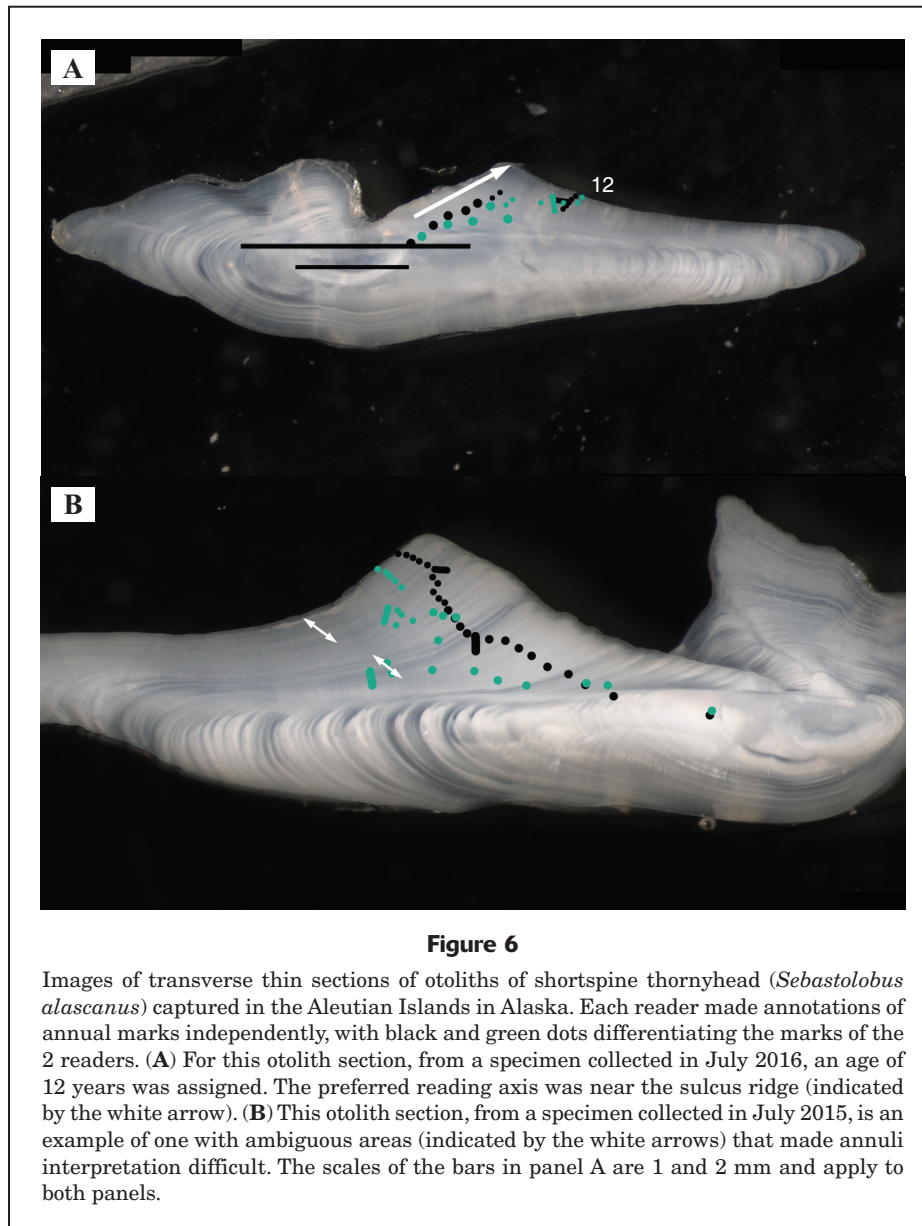 A
12
B
Figure 6
Images of transverse thin sections of otoliths of shortspine thornyhead (Sebastolobus
alascanus) captured in the Aleutian Islands in Alaska. Each reader made annotations of
annual marks independently, with black and green dots differentiating the marks of the
2 readers. (A) For this otolith section, from a specimen collected in July 2016, an age of
12 years was assigned. The preferred reading axis was near the sulcus ridge (indicated
by the white arrow). (B) This otolith section, from a specimen collected in July 2015, is an
example of one with ambiguous areas (indicated by the white arrows) that made annuli
interpretation difficult. The scales of the bars in panel A are 1 and 2 mm and apply to
both panels.